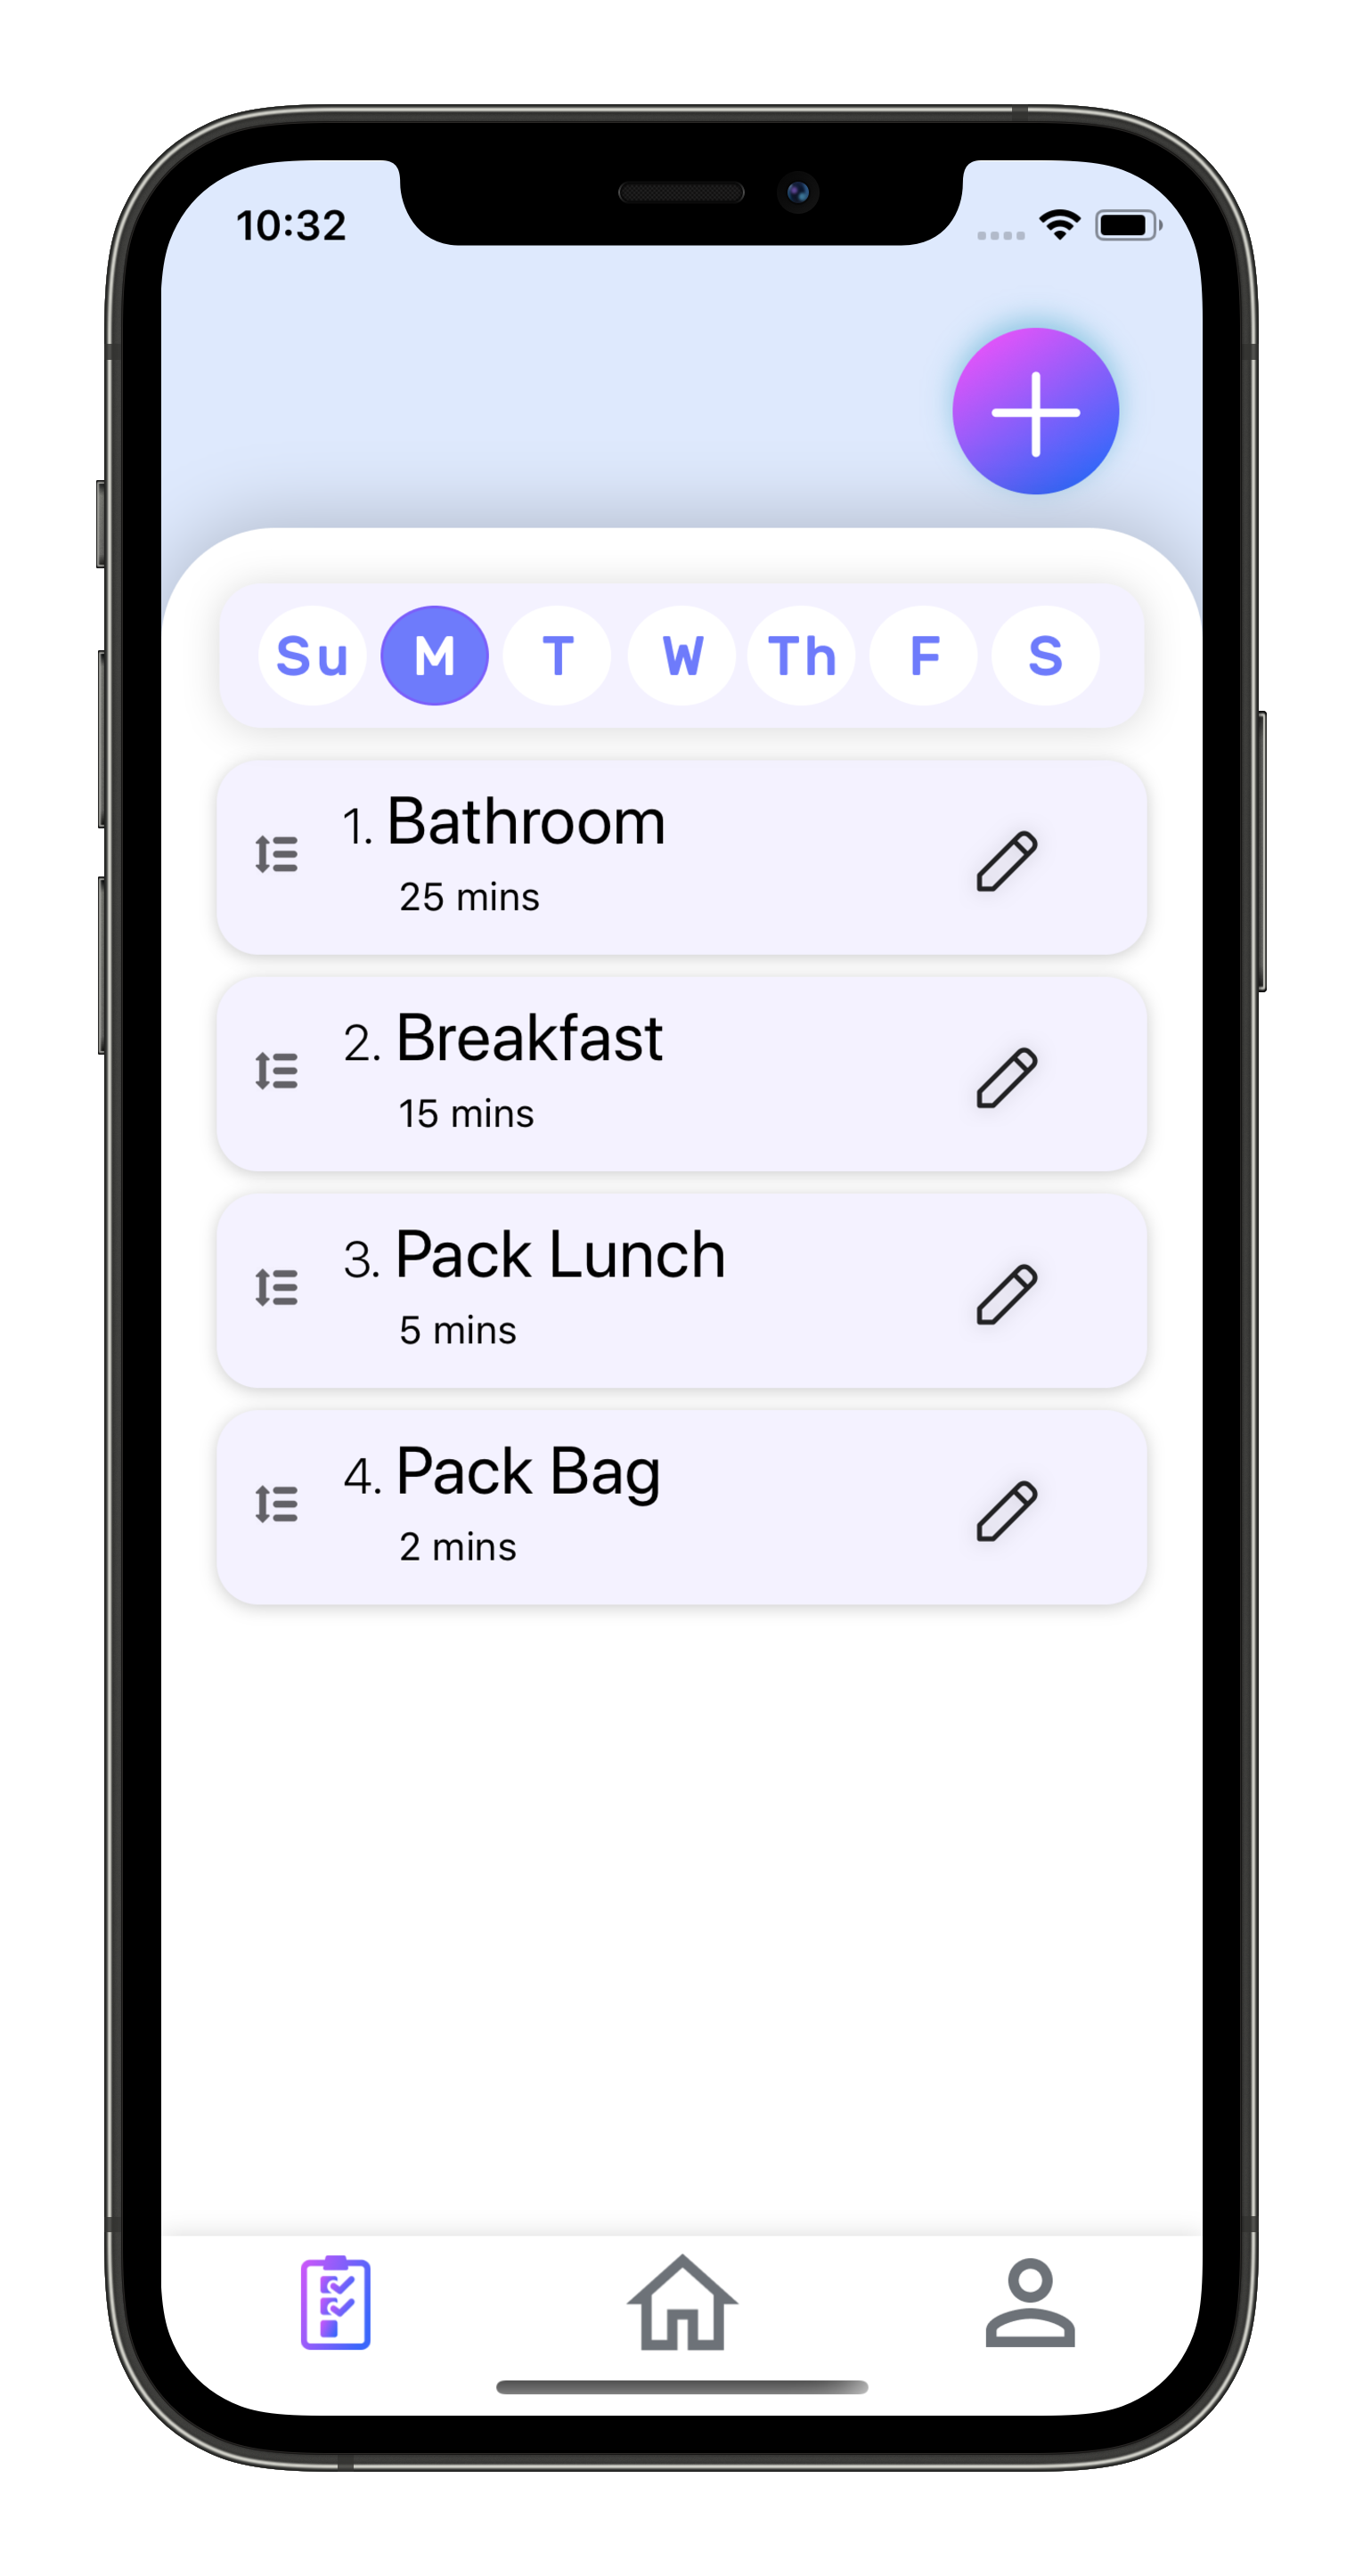 10:32
Su M T W Th F S
1. Bathroom
25 mins
2. Breakfast
15 mins
3. Pack Lunch
5 mins
4. Pack Bag
2 mins